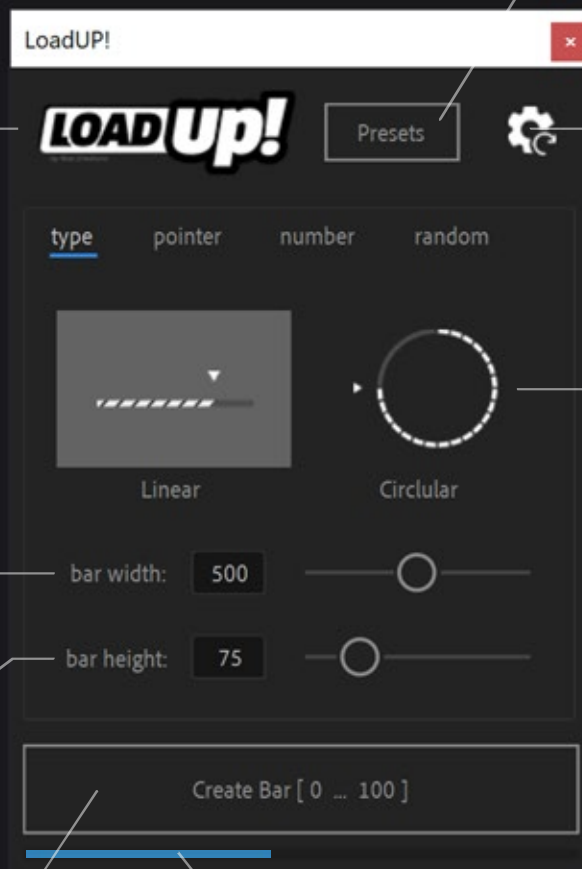 LoadUP!
LOAD Up!
Presets
type pointer number random
Linear Circlular
bar width: 500
bar height: 75
Create Bar [ 0 ... 100 ]